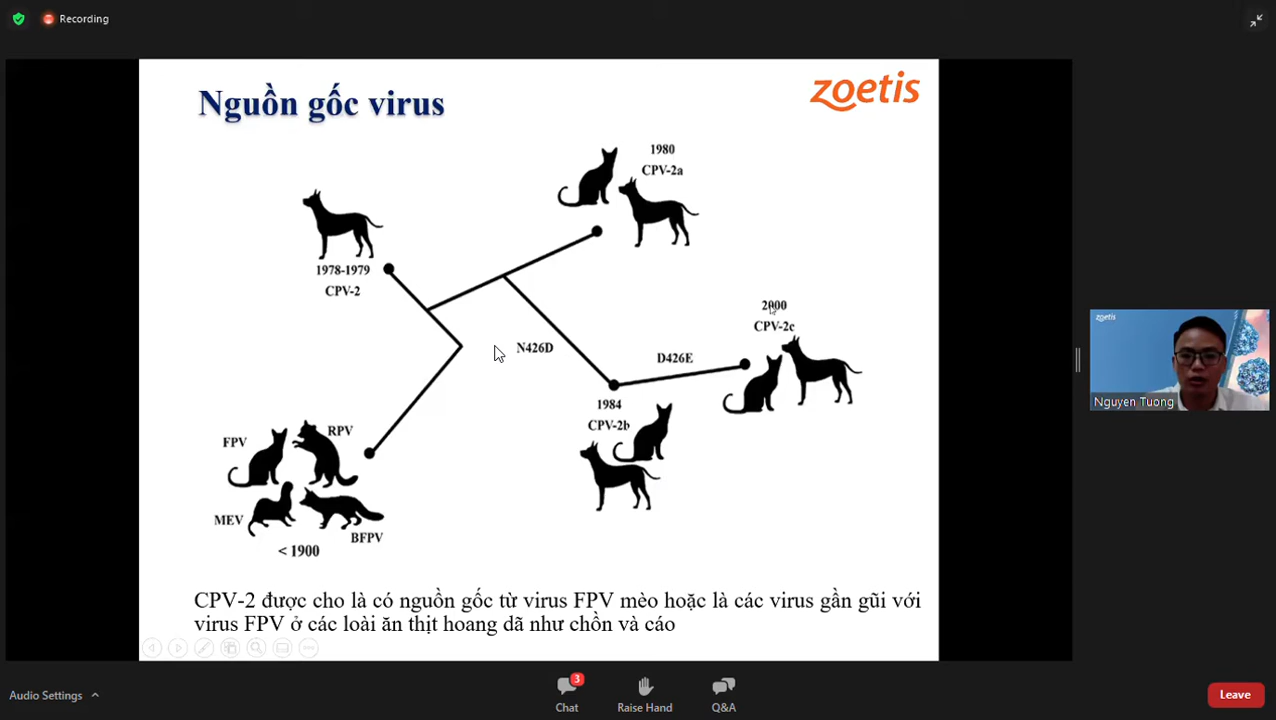 Recording
Nguồn gốc virus
zoetis
1980
CPV-2a
1978-1979
CPV-2
2000
CPV-2c
N426D
D426E
1984
CPV-2b
FPV
RPV
MEV
BFPV
< 1900
CPV-2 được cho là có nguồn gốc từ virus FPV mèo hoặc là các virus gần gũi với
virus FPV ở các loài ăn thịt hoang dã như chồn và cáo
zoetis
Nguyen Tuong
Audio Settings
3
Chat
Raise Hand
Q&A
Leave